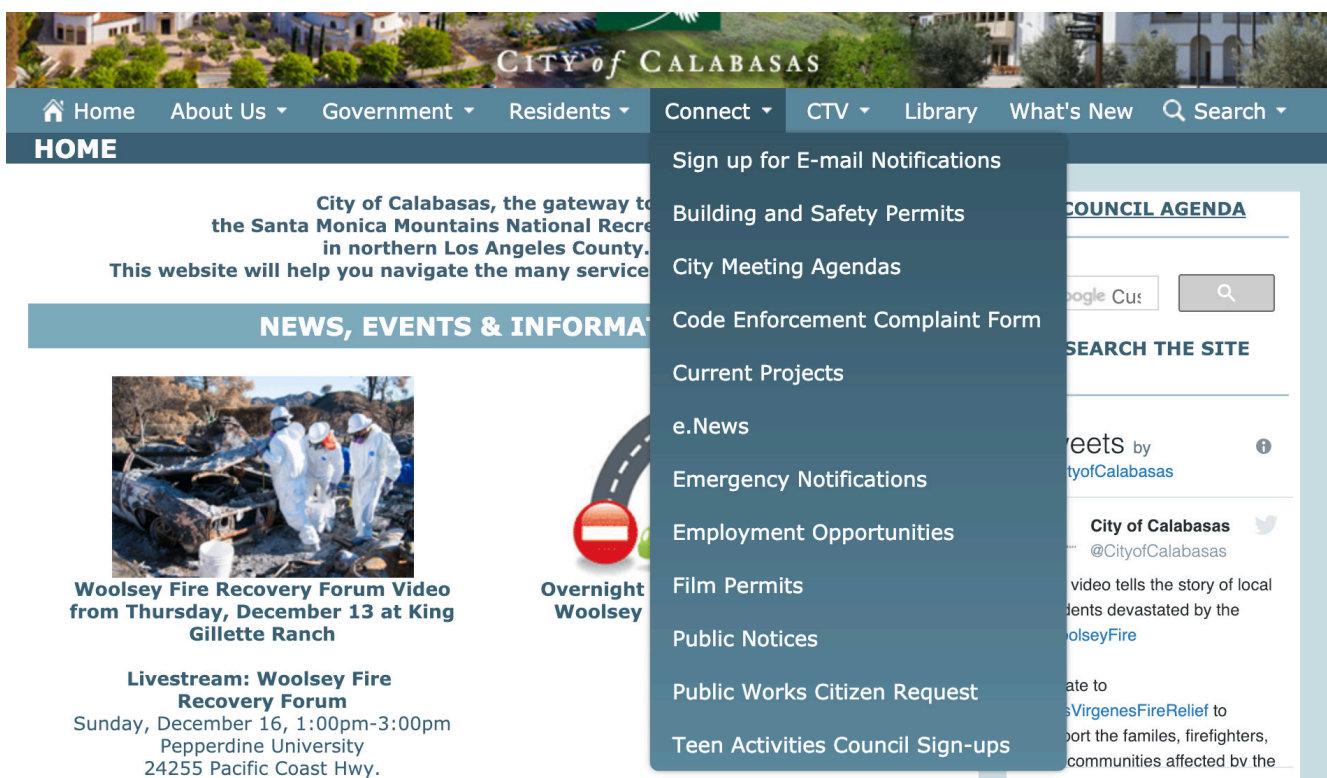 CITY of CALABASAS
Home About Us Government Residents Connect CTV Library What's New Search
HOME
City of Calabasas, the gateway to
the Santa Monica Mountains National Recre
in northern Los Angeles County.
This website will help you navigate the many service
NEWS, EVENTS & INFORMAT
Woolsey Fire Recovery Forum Video
from Thursday, December 13 at King
Gillette Ranch
Livestream: Woolsey Fire
Recovery Forum
Sunday, December 16, 1:00pm-3:00pm
Pepperdine University
24255 Pacific Coast Hwy.
Overnight
Woolsey
Sign up for E-mail Notifications
Building and Safety Permits
City Meeting Agendas
Code Enforcement Complaint Form
Current Projects
e.News
Emergency Notifications
Employment Opportunities
Film Permits
Public Notices
Public Works Citizen Request
Teen Activities Council Sign-ups
COUNCIL AGENDA
oogle Cus
SEARCH THE SITE
eets by
tyofCalabasas
City of Calabasas
@CityofCalabasas
video tells the story of local
dents devastated by the
olseyFire
ate to
sVirgenesFireRelief to
port the familes, firefighters,
communities affected by the